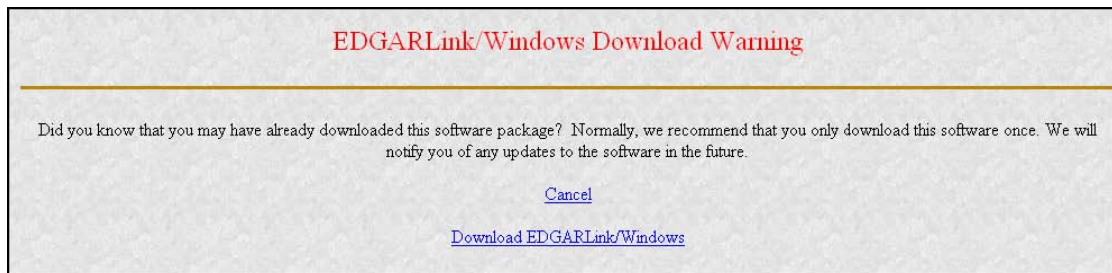 EDGARLink/Windows Download Warning
Did you know that you may have already downloaded this software package? Normally, we recommend that you only download this software once. We will
notify you of any updates to the software in the future.
Cancel
Download EDGARLink/Windows